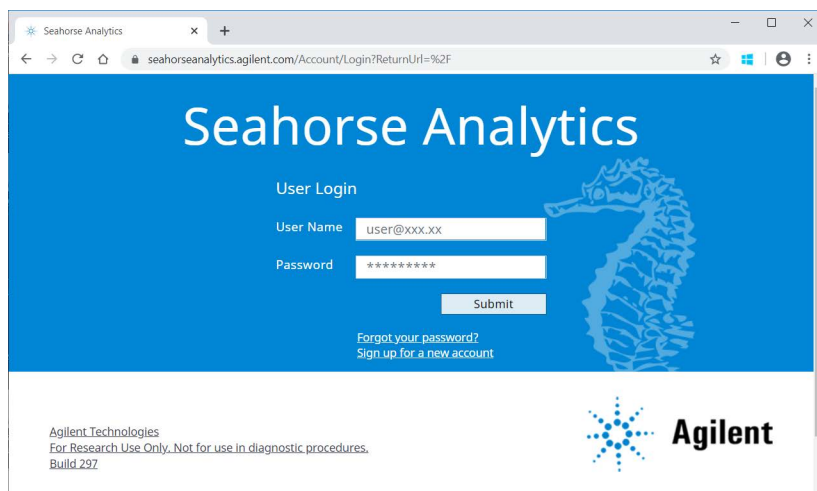 Seahorse Analytics
seahorseanalytics.agilent.com/Account/Login?ReturnUrl=%2F
Seahorse Analytics
User Login
User Name user@xxx.xx
Password *********
Submit
Forgot your password?
Sign up for a new account
Agilent Technologies
For Research Use Only. Not for use in diagnostic procedures.
Build 297
Agilent